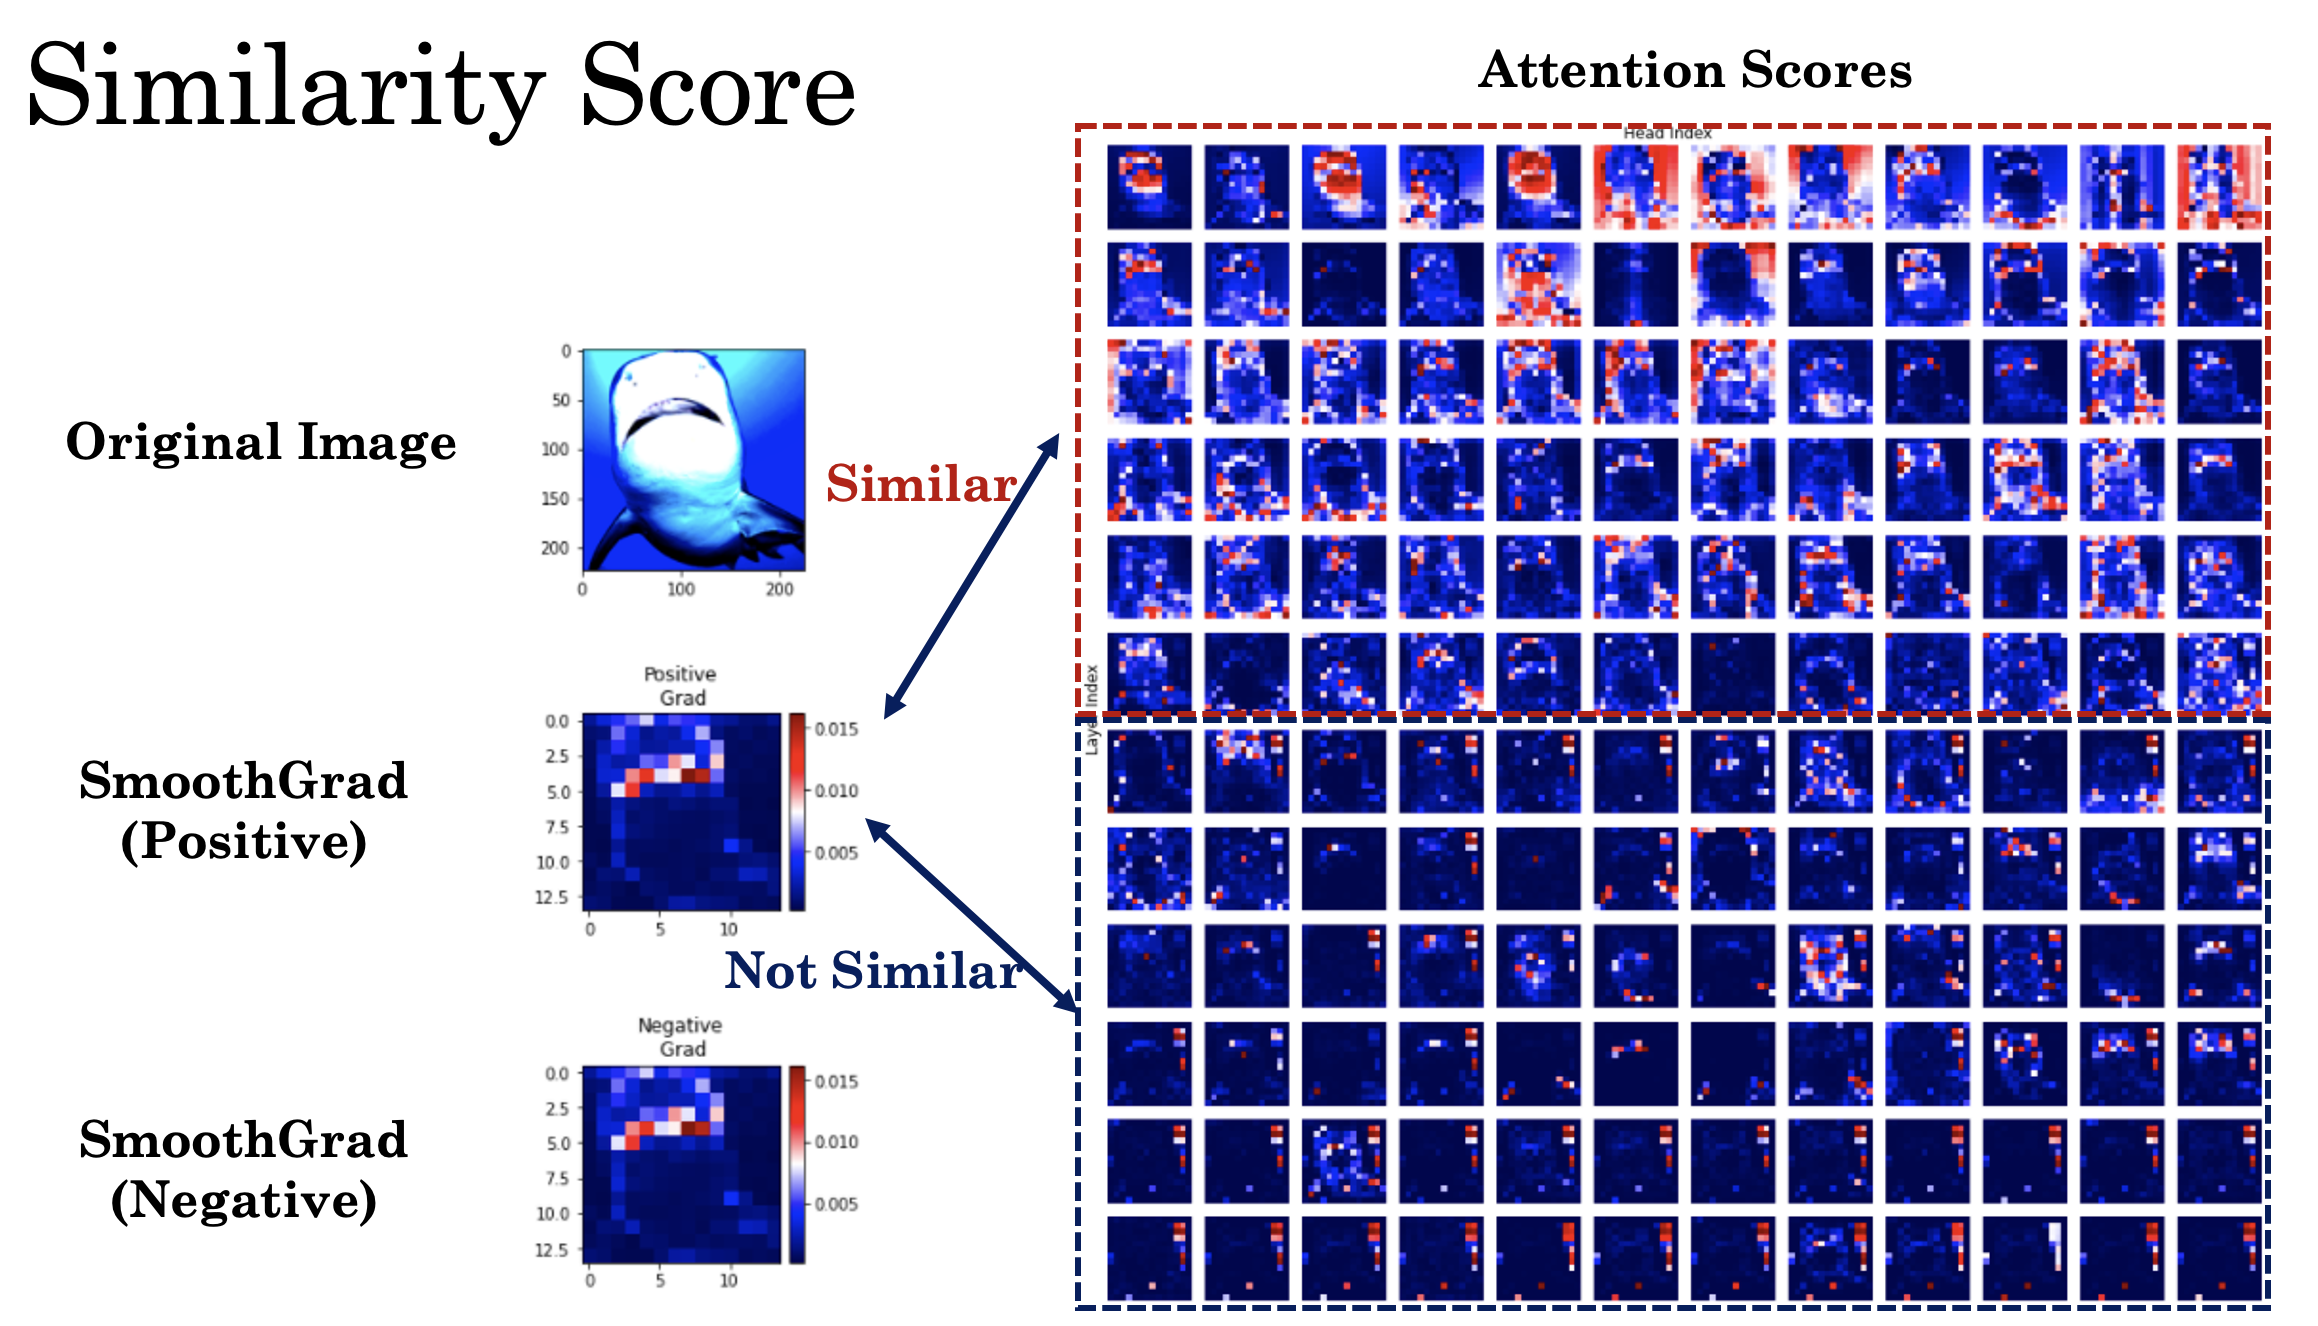 Similarity Score
Attention Scores
Head Index
Layer Index
Original Image
0
50
100
150
200
0
100
200
Similar
SmoothGrad
(Positive)
Positive
Grad
0.0
2.5
5.0
7.5
10.0
12.5
0
5
10
0.015
0.010
0.005
Not Similar
SmoothGrad
(Negative)
Negative
Grad
0.0
2.5
5.0
7.5
10.0
12.5
0
5
10
0.015
0.010
0.005